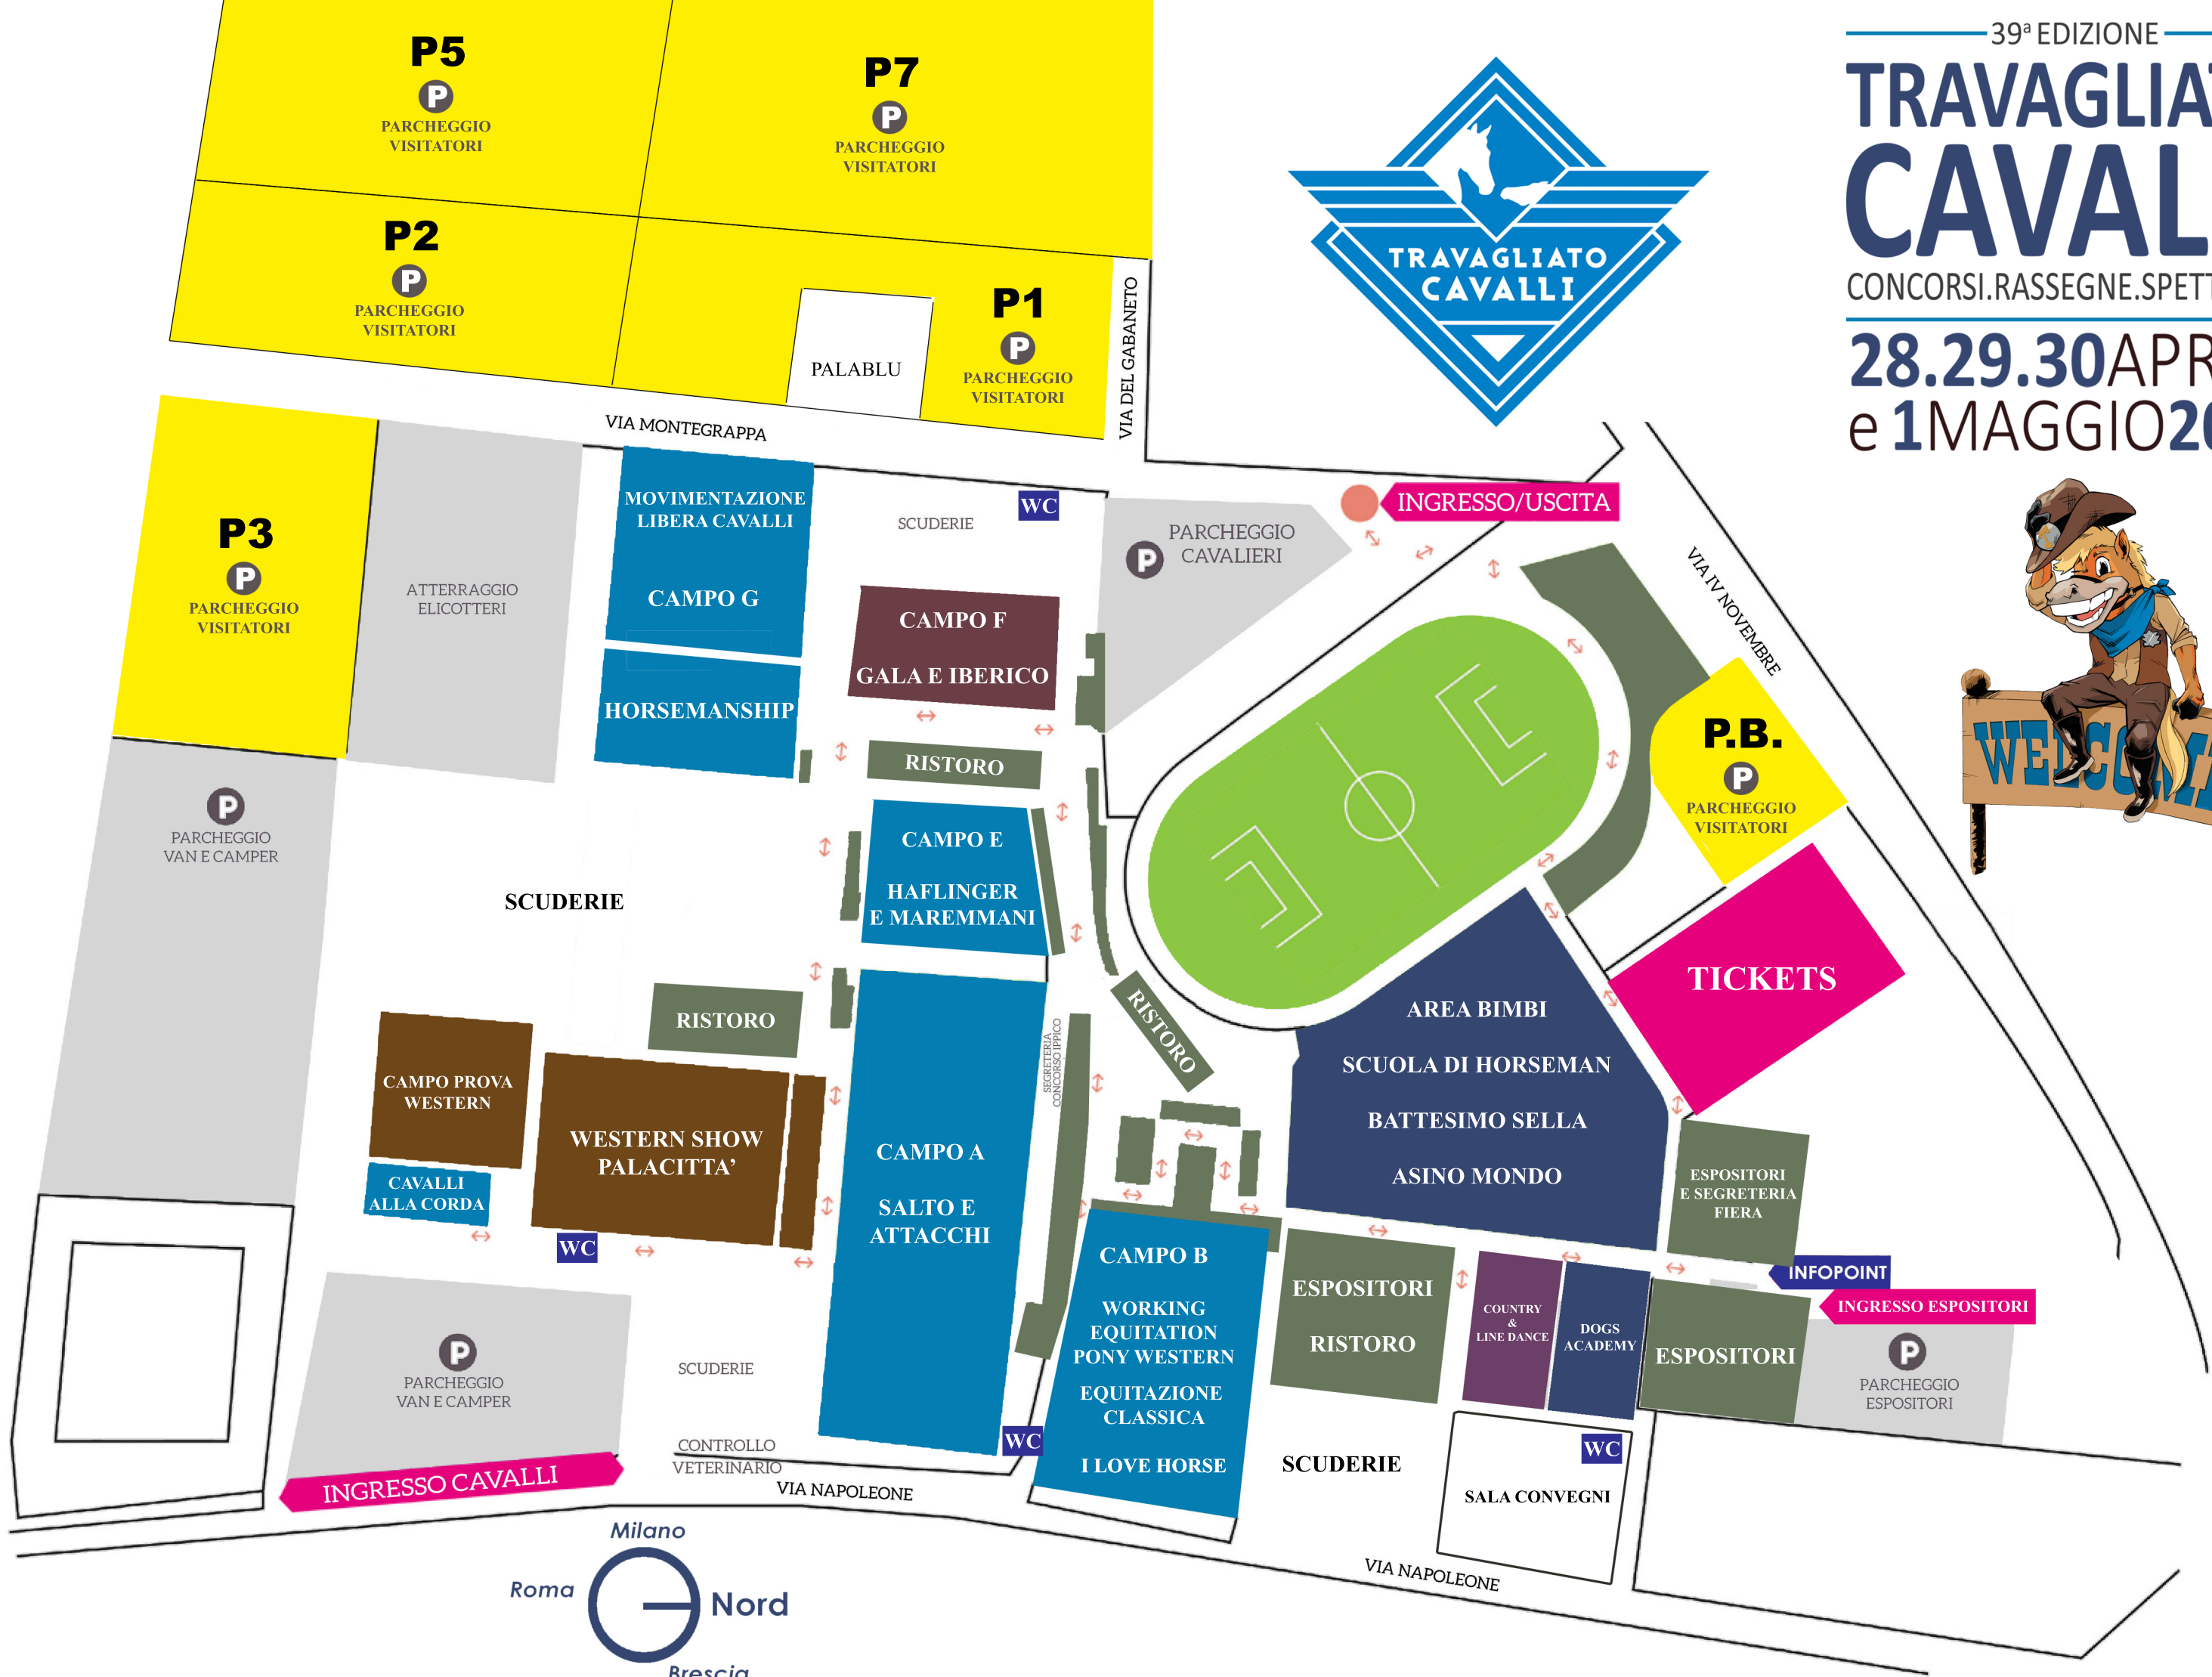 P5
P
PARCHEGGIO
VISITATORI
P7
P
PARCHEGGIO
VISITATORI
P2
P
PARCHEGGIO
VISITATORI
P1
P
PARCHEGGIO
VISITATORI
PALABLU
VIA DEL GABANETO
VIA MONTEGRAPPA
TRAVAGLIATO
CAVALLI
39ª EDIZIONE
TRAVAGLIAT
CAVAL
CONCORSI.RASSEGNE.SPETT
28.29.30APR
e 1MAGGIO20
WELCOM
P3
P
PARCHEGGIO
VISITATORI
ATTERRAGGIO
ELICOTTERI
MOVIMENTAZIONE
LIBERA CAVALLI
CAMPO G
HORSEMANSHIP
SCUDERIE
WC
P
PARCHEGGIO
CAVALIERI
INGRESSO/USCITA
VIA IV NOVEMBRE
CAMPO F
GALA E IBERICO
RISTORO
P.B.
P
PARCHEGGIO
VISITATORI
P
PARCHEGGIO
VAN E CAMPER
SCUDERIE
CAMPO E
HAFLINGER
E MAREMMANI
TICKETS
RISTORO
RISTORO
SEGRETERIA
CONCORSO IPPICO
AREA BIMBI
SCUOLA DI HORSEMAN
BATTESIMO SELLA
ASINO MONDO
CAMPO PROVA
WESTERN
WESTERN SHOW
PALACITTA’
CAVALLI
ALLA CORDA
WC
CAMPO A
SALTO E
ATTACCHI
ESPOSITORI
E SEGRETERIA
FIERA
INFOPOINT
INGRESSO ESPOSITORI
CAMPO B
WORKING
EQUITATION
PONY WESTERN
EQUITAZIONE
CLASSICA
I LOVE HORSE
ESPOSITORI
RISTORO
COUNTRY
&
LINE DANCE
DOGS
ACADEMY
ESPOSITORI
P
PARCHEGGIO
ESPOSITORI
P
PARCHEGGIO
VAN E CAMPER
SCUDERIE
CONTROLLO
VETERINARIO
WC
SCUDERIE
WC
SALA CONVEGNI
INGRESSO CAVALLI
VIA NAPOLEONE
VIA NAPOLEONE
Milano
Roma
Nord
Brescia